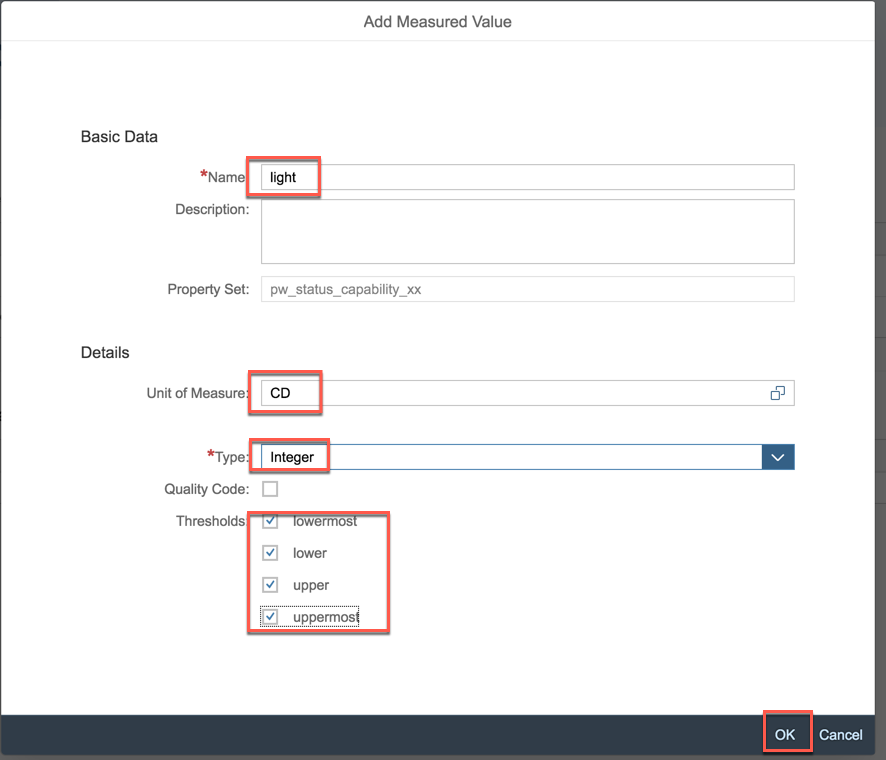 Add Measured Value
Basic Data
*Name
light
Description:
Property Set:
pw_status_capability_xx
Details
Unit of Measure:
CD
*Type:
Integer
Quality Code:
Thresholds
lowermost
lower
upper
uppermost
OK
Cancel